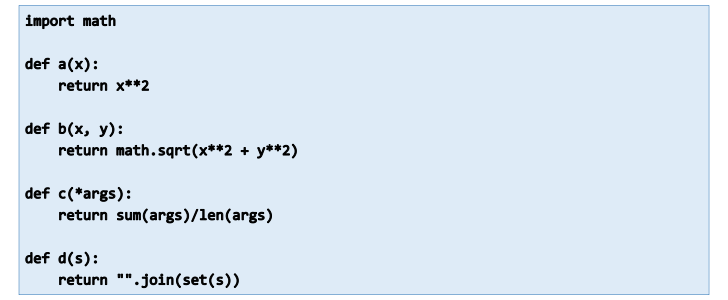 import math
def a(x):
    return x**2
def b(x, y):
    return math.sqrt(x**2 + y**2)
def c(*args):
    return sum(args)/len(args)
def d(s):
    return "".join(set(s))